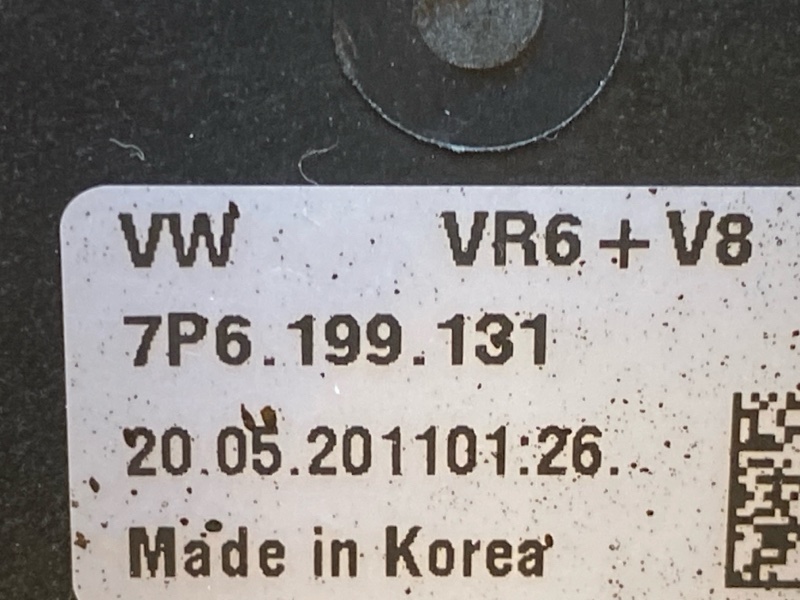 VW VR6+V8
7P6.199.131
20.05.201101:26.
Made in Korea